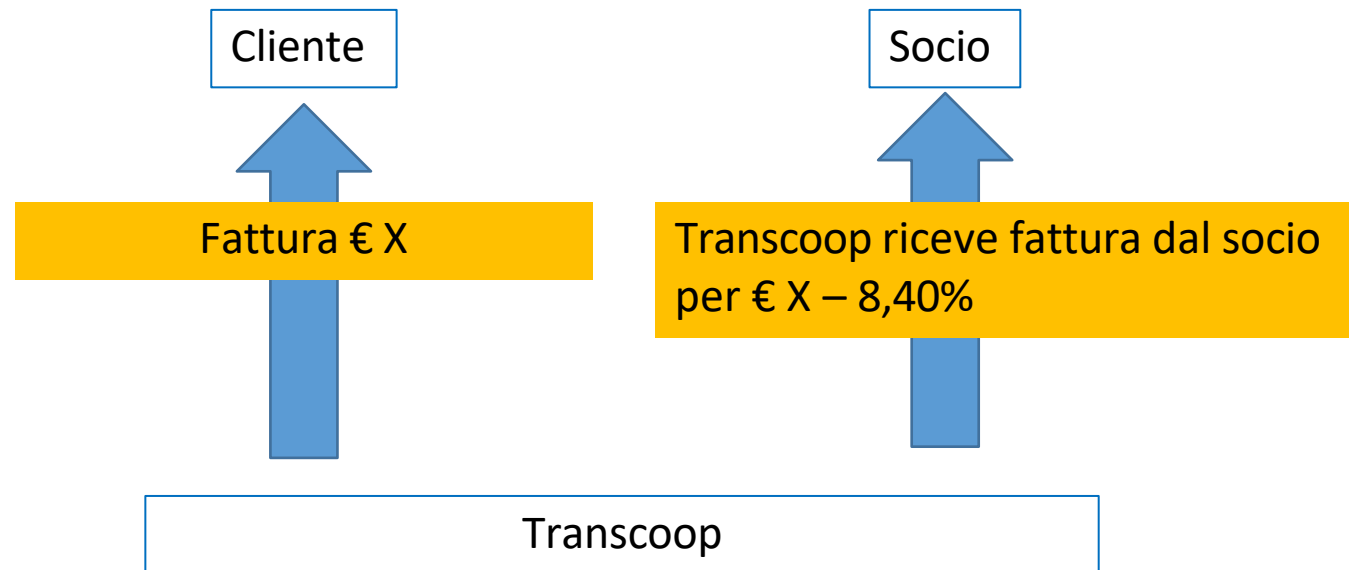 Cliente
Socio
Fattura € X
Transcoop riceve fattura dal socio
per € X – 8,40%
Transcoop